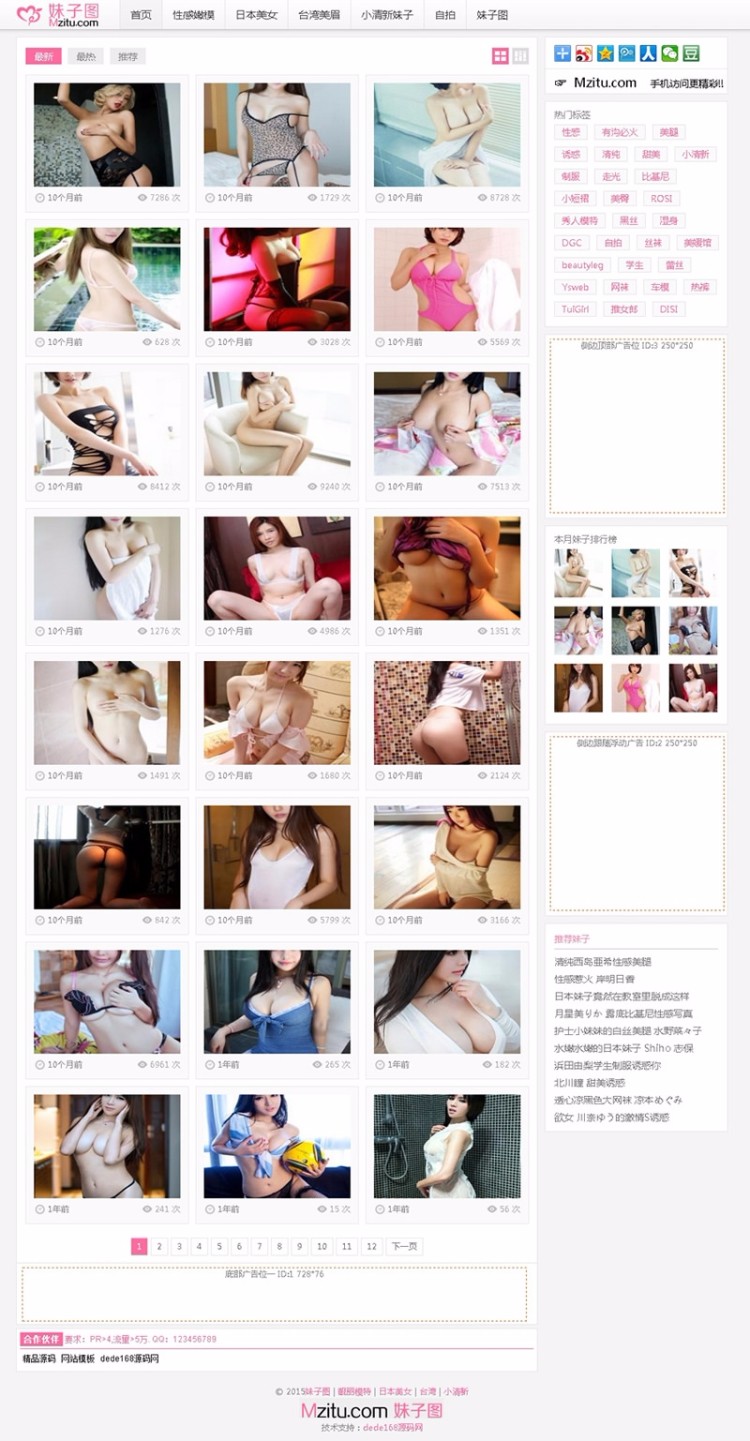 妹子图
Mzitu.com
首页 性感嫩模 日本美女 台湾美眉 小清新妹子 自拍 妹子图
最新 最热 推荐
10个月前 7286 次
10个月前 1729 次
10个月前 8728 次
10个月前 628 次
10个月前 3028 次
10个月前 5569 次
10个月前 8412 次
10个月前 9240 次
10个月前 7513 次
10个月前 1276 次
10个月前 4986 次
10个月前 1351 次
10个月前 1491 次
10个月前 1680 次
10个月前 2124 次
10个月前 842 次
10个月前 5799 次
10个月前 3166 次
10个月前 6961 次
1年前 265 次
1年前 182 次
1年前 241 次
1年前 15 次
1年前 56 次
1 2 3 4 5 6 7 8 9 10 11 12 下一页
底部广告位一 ID:1 728*76
合作伙伴 要求：PR>4,流量>5万. QQ：123456789
精品源码 网站模板 dede168源码网
Mzitu.com 手机访问更精彩!!
热门标签
性感 有沟必火 美腿
诱惑 清纯 甜美 小清新
制服 走光 比基尼
小短裙 美臀 ROSI
秀人模特 黑丝 湿身
DGC 自拍 丝袜 美媛馆
beautyleg 学生 蕾丝
Ysweb 网袜 车模 热裤
TuiGirl 推女郎 DISI
侧边顶部广告位 ID:3 250*250
本月妹子排行榜
侧边跟随浮动广告 ID:2 250*250
推荐妹子
清纯西岛亚希性感美腿
性感惹火 岸明日香
日本妹子竟然在教室里脱成这样
月星美りか 露底比基尼性感写真
护士小妹妹的白丝美腿 水野菜々子
水嫩水嫩的日本妹子 Shiho 志保
浜田由梨学生制服诱惑你
北川瞳 甜美诱惑
透心凉黑色大网袜 凉本めぐみ
欲女 川奈ゆう的激情S诱惑
© 2015妹子图 | 靓丽模特 | 日本美女 | 台湾 | 小清新
Mzitu.com 妹子图
技术支持：dede168源码网